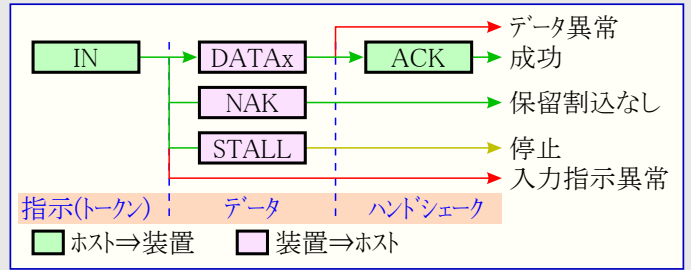 データ異常
IN DATAx ACK 成功
NAK 保留割込なし
STALL 停止
入力指示異常
指示(トークン) データ ハンドシェーク
ホスト⇒装置 装置⇒ホスト